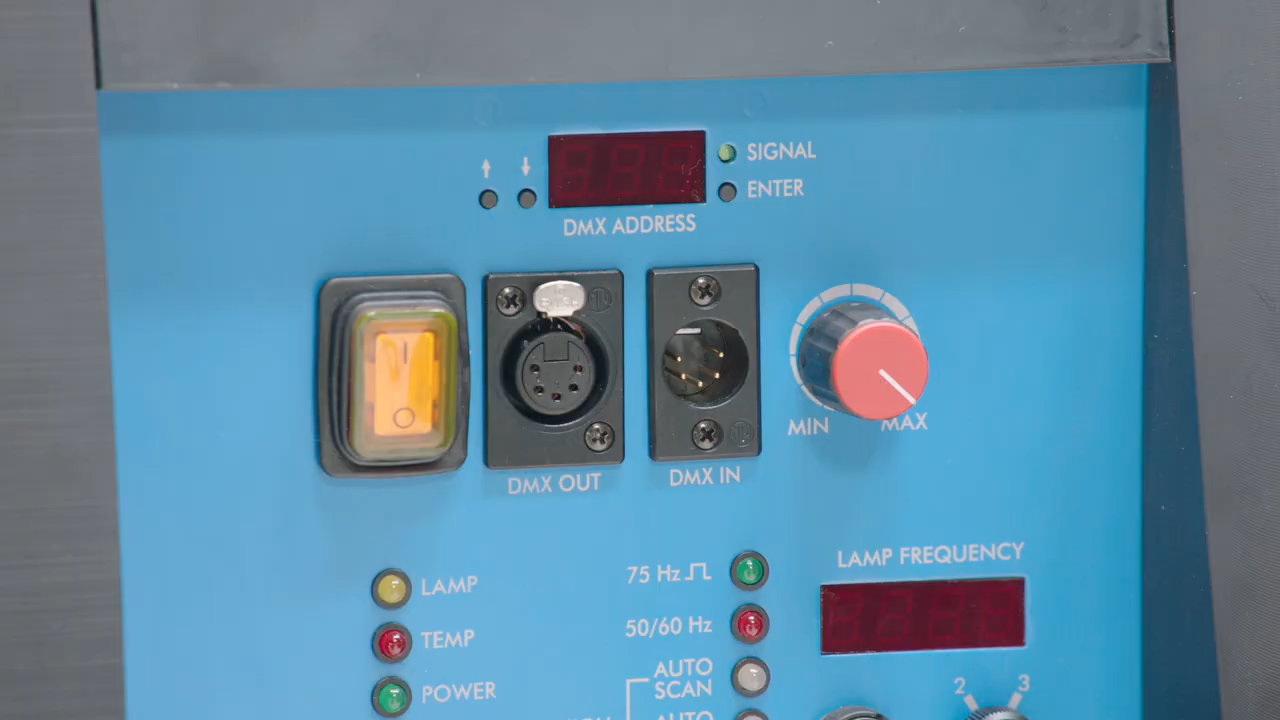 SIGNAL
ENTER
DMX ADDRESS
I
O
MIN
MAX
DMX OUT
DMX IN
LAMP
TEMP
POWER
75 Hz
50/60 Hz
AUTO
SCAN
AUTO
LAMP FREQUENCY
2 3